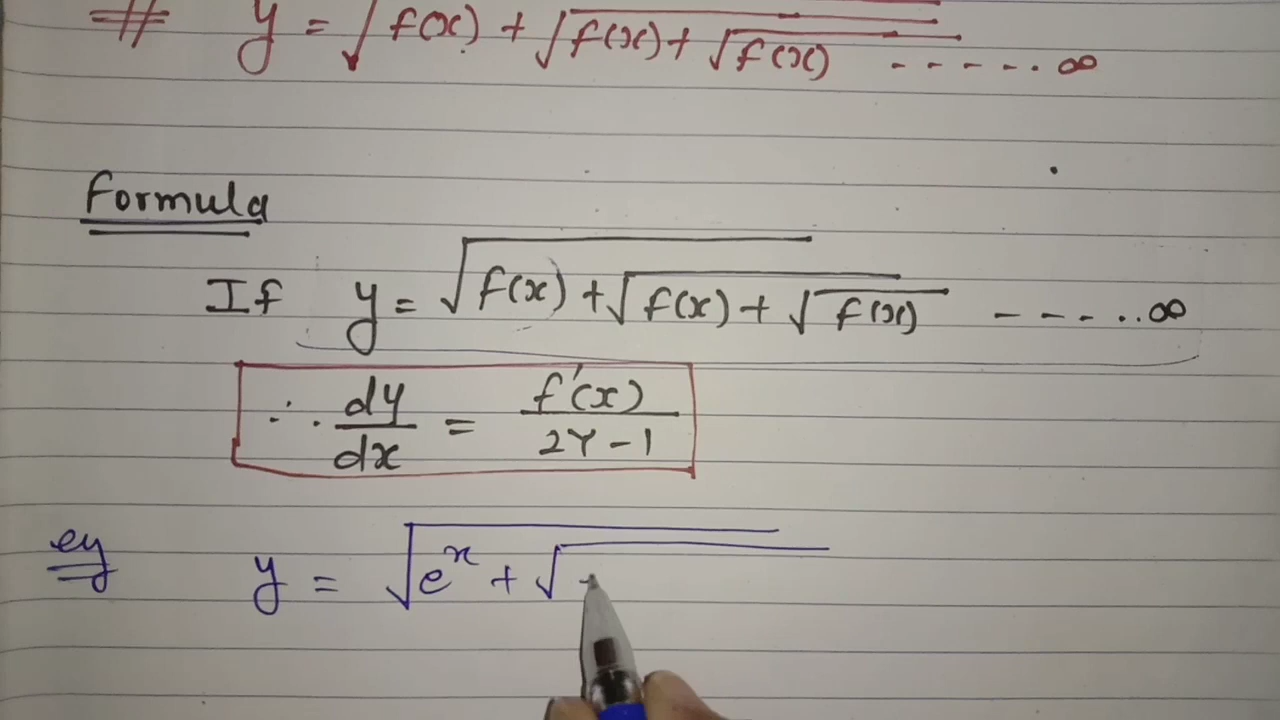 # y = √f(x) + √f(x) + √f(x) - - - - - . . ∞
Formula
If y = √f(x) + √f(x) + √f(x) - - - - . . ∞
∴ dy/dx = f'(x)/2Y-1
eg y = √e^x + √